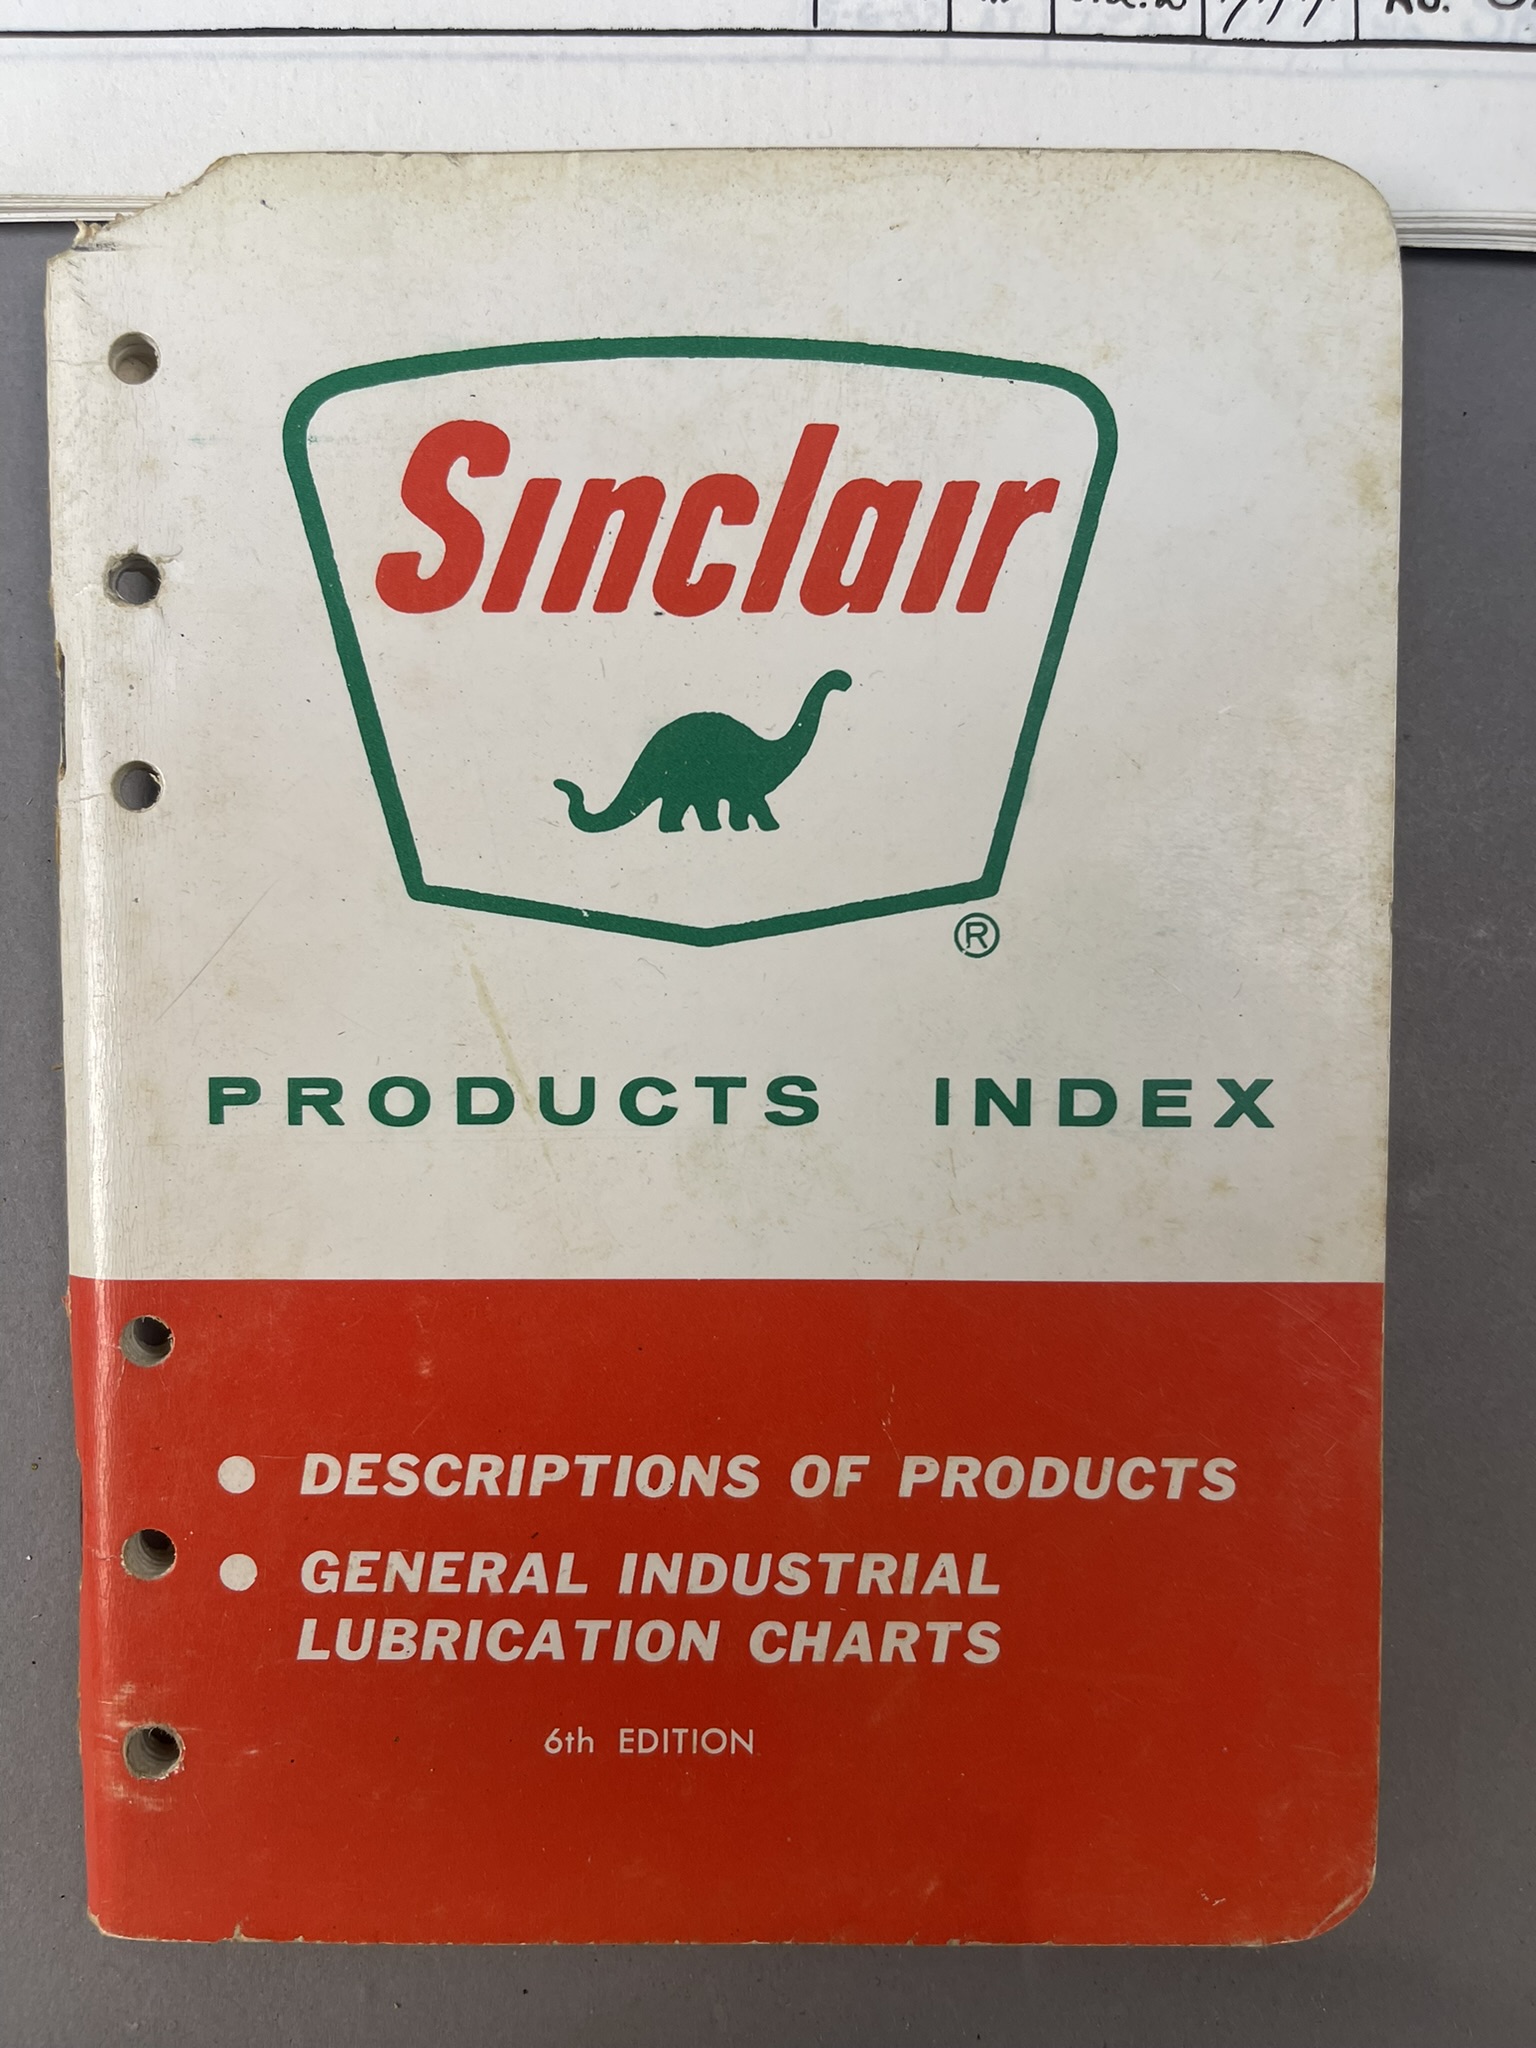 Sinclair
®
PRODUCTS INDEX
● DESCRIPTIONS OF PRODUCTS
● GENERAL INDUSTRIAL
LUBRICATION CHARTS
6th EDITION